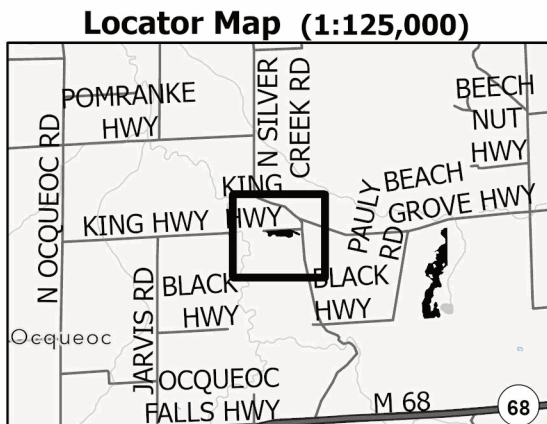 Locator Map (1:125,000)
POMRANKE
HWY
N OCQUEOC RD
N SILVER
CREEK RD
BEECH
NUT
HWY
KING
HWY
KING HWY
PAULY
RD
BEACH
GROVE HWY
JARVIS RD
BLACK
HWY
BLACK
HWY
Ocqueoc
OCQUEOC
FALLS HWY
M 68
68